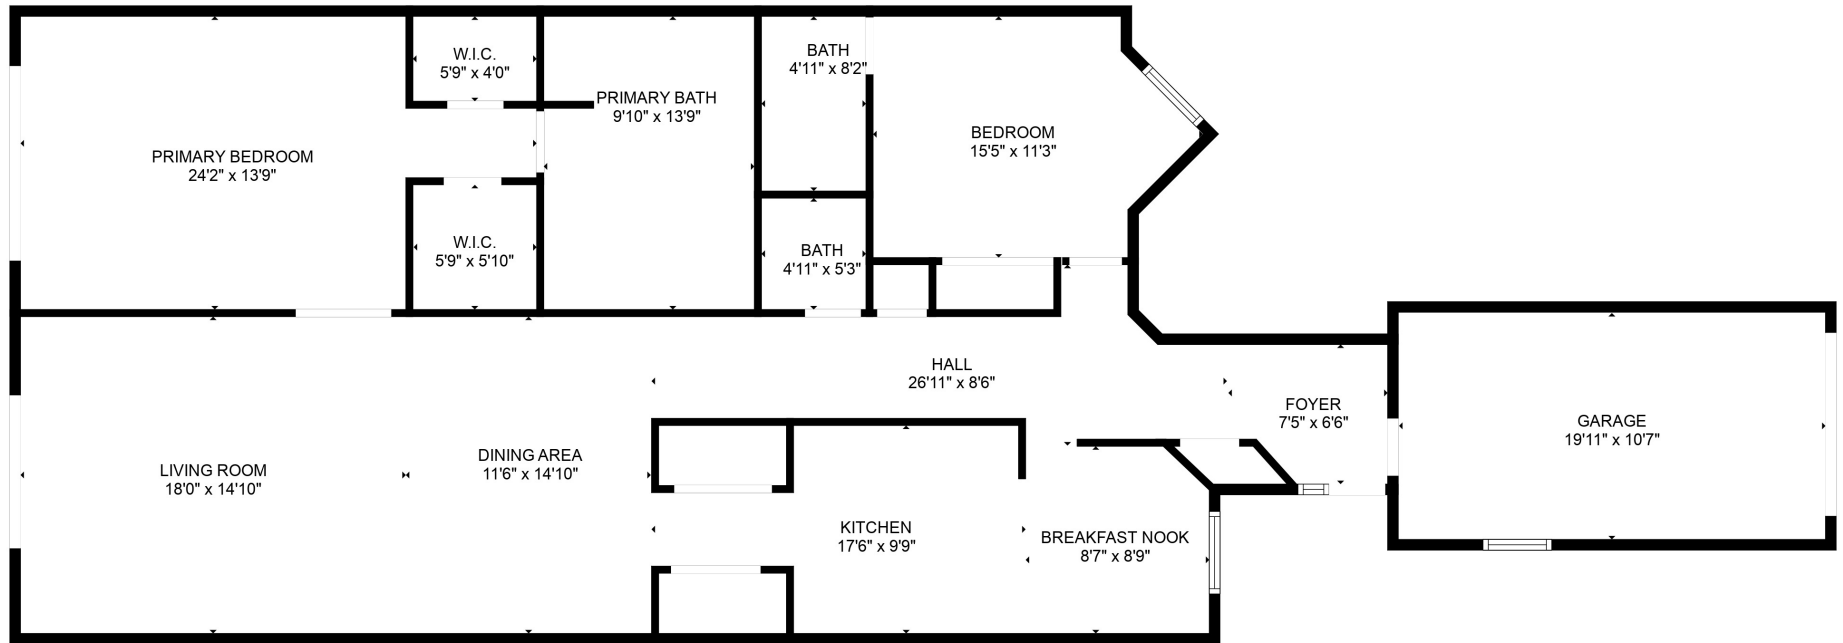 W.I.C.
5'9" x 4'0"
BATH
4'11" x 8'2"
PRIMARY BATH
9'10" x 13'9"
BEDROOM
15'5" x 11'3"
PRIMARY BEDROOM
24'2" x 13'9"
W.I.C.
5'9" x 5'10"
BATH
4'11" x 5'3"
HALL
26'11" x 8'6"
FOYER
7'5" x 6'6"
GARAGE
19'11" x 10'7"
LIVING ROOM
18'0" x 14'10"
DINING AREA
11'6" x 14'10"
KITCHEN
17'6" x 9'9"
BREAKFAST NOOK
8'7" x 8'9"